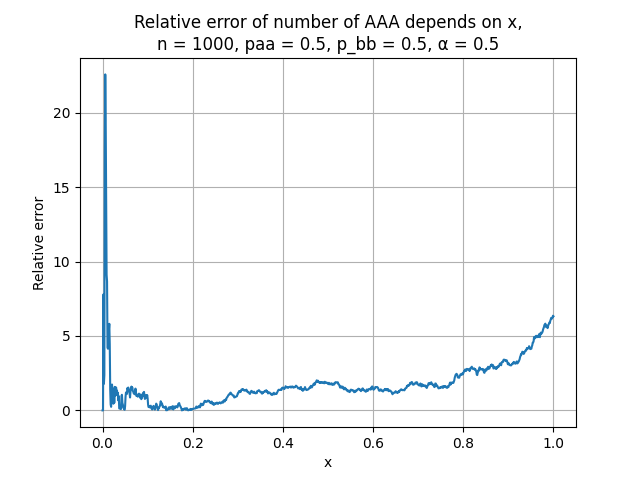 Relative error of number of AAA depends on x,
n = 1000, paa = 0.5, p_bb = 0.5, α = 0.5
Relative error
20
15
10
5
0
0.0 0.2 0.4 0.6 0.8 1.0
x